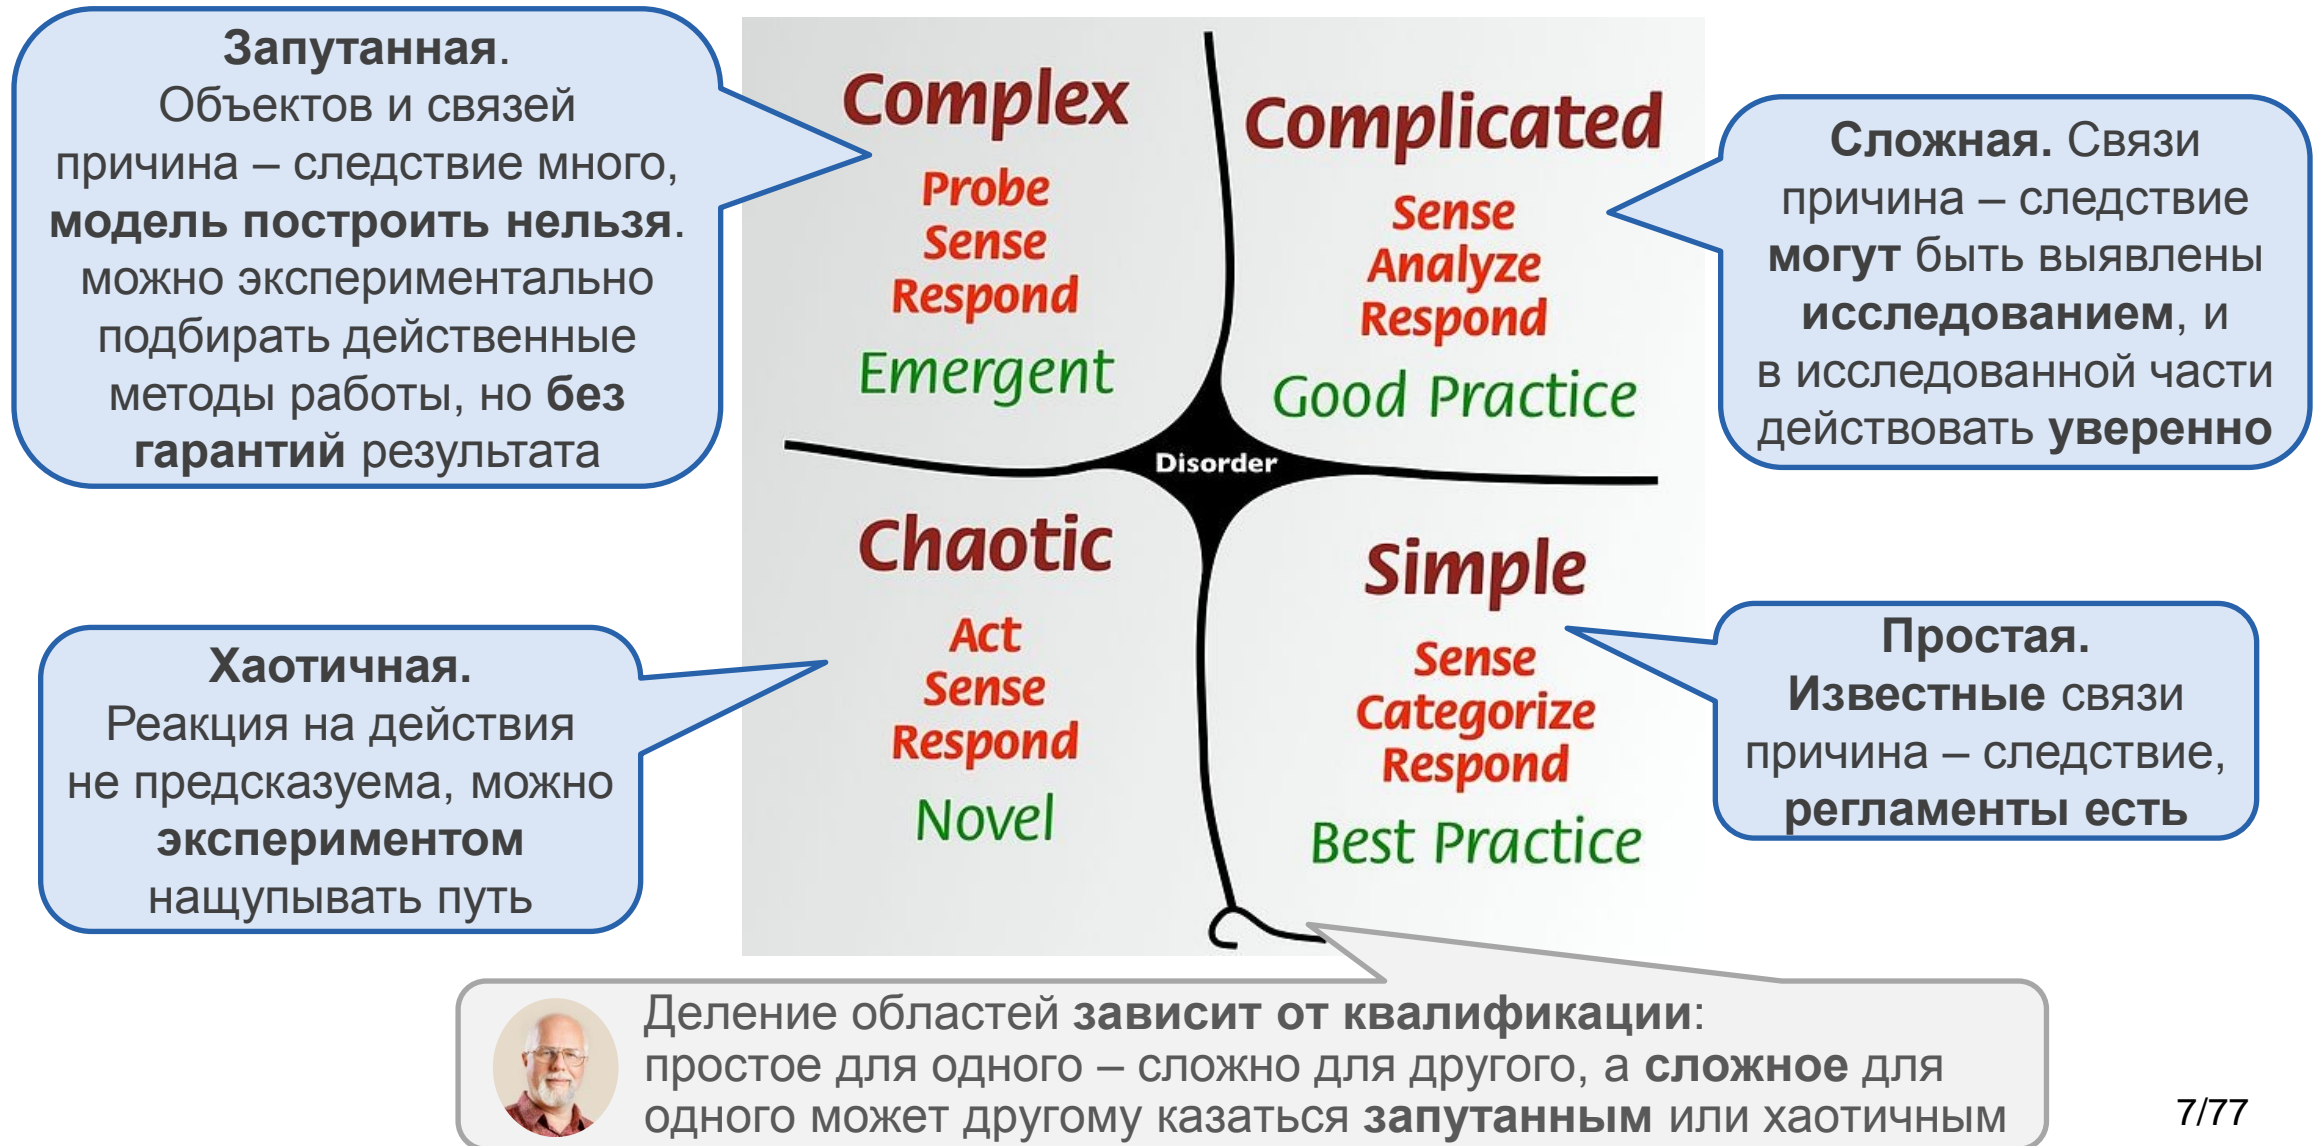 Запутанная.
Объектов и связей
причина – следствие много,
модель построить нельзя.
можно экспериментально
подбирать действенные
методы работы, но без
гарантий результата
Complex
Probe
Sense
Respond
Emergent
Complicated
Sense
Analyze
Respond
Good Practice
Сложная. Связи
причина – следствие
могут быть выявлены
исследованием, и
в исследованной части
действовать уверенно
Disorder
Хаотичная.
Реакция на действия
не предсказуема, можно
экспериментом
нащупывать путь
Chaotic
Act
Sense
Respond
Novel
Simple
Sense
Categorize
Respond
Best Practice
Простая.
Известные связи
причина – следствие,
регламенты есть
Деление областей зависит от квалификации:
простое для одного – сложно для другого, а сложное для
одного может другому казаться запутанным или хаотичным
7/77